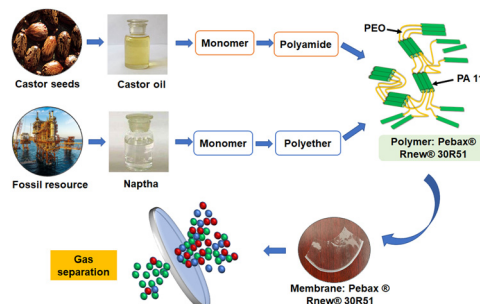 PEO
Monomer
Polyamide
Castor seeds
Castor oil
Monomer
Polyether
Fossil resource
Naptha
Polymer: Pebax®
Rnew® 30R51
Gas
separation
Membrane: Pebax ®
Rnew® 30R51